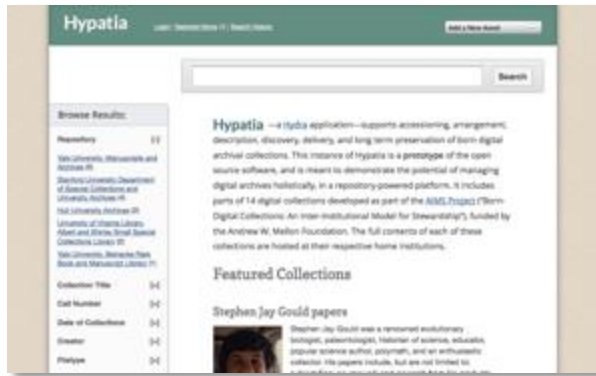 Hypatia
Login | Selected Items | Search History
Add a New Asset
Search
Browse Results:
Repository [-]
Yale University, Manuscripts and
Archives
Stanford University, Department
of Special Collections and
University Archives
Hull University Archives
University of Virginia Library,
Albert and Shirley Small Special
Collections Library
Yale University, Beinecke Rare
Book and Manuscript Library
Collection Title [+]
Call Number [+]
Date of Collections [+]
Creator [+]
Filetype [+]
Hypatia —a Hydra application—supports accessioning, arrangement,
description, discovery, delivery, and long term preservation of born digital
archival collections. This instance of Hypatia is a prototype of the open
source software, and is meant to demonstrate the potential of managing
digital archives holistically, in a repository-powered platform. It includes
parts of 14 digital collections developed as part of the AIMS Project ("Born-
Digital Collections: An Inter-Institutional Model for Stewardship"), funded by
the Andrew W. Mellon Foundation. The full contents of each of these
collections are hosted at their respective home institutions.
Featured Collections
Stephen Jay Gould papers
Stephen Jay Gould was a renowned evolutionary
biologist, paleontologist, historian of science, educator,
popular science author, polymath, and an enthusiastic
collector. His papers include, but are not limited to